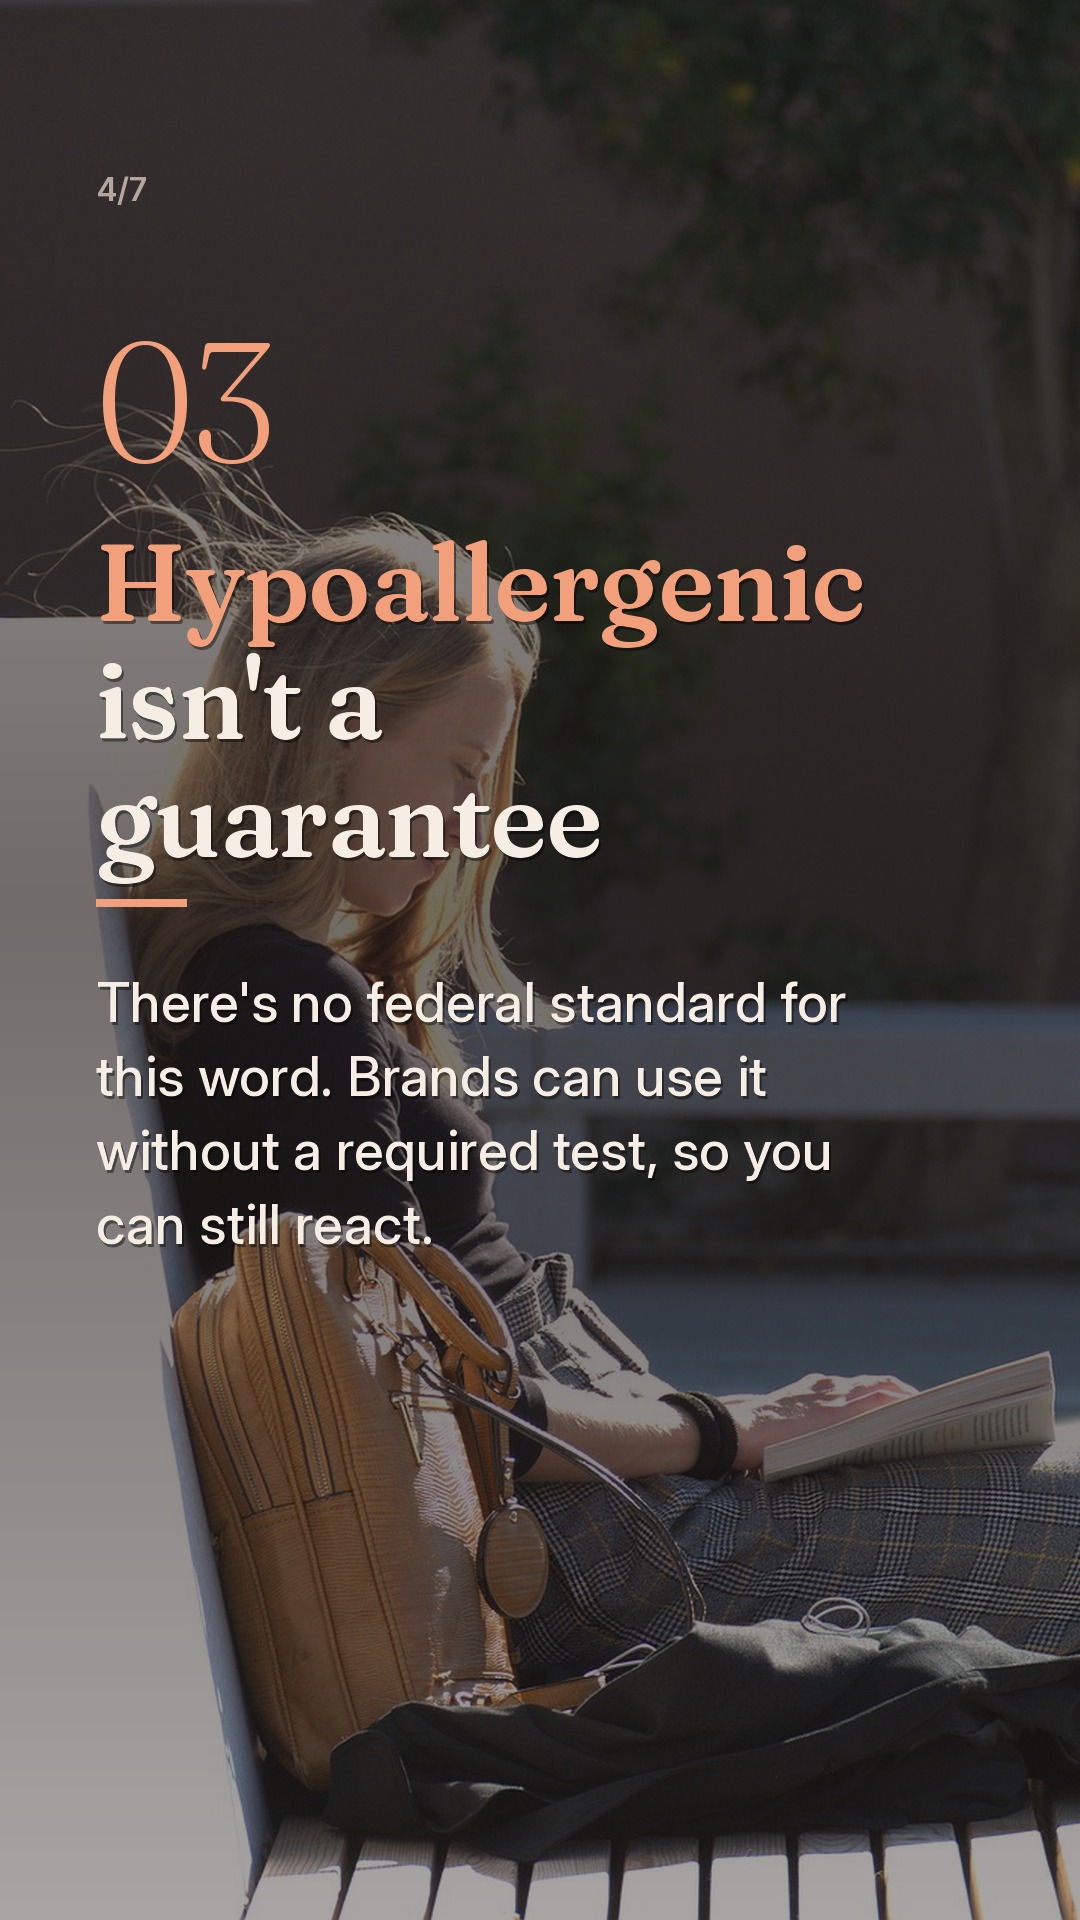 4/7
03
Hypoallergenic
isn't a
guarantee
There's no federal standard for
this word. Brands can use it
without a required test, so you
can still react.